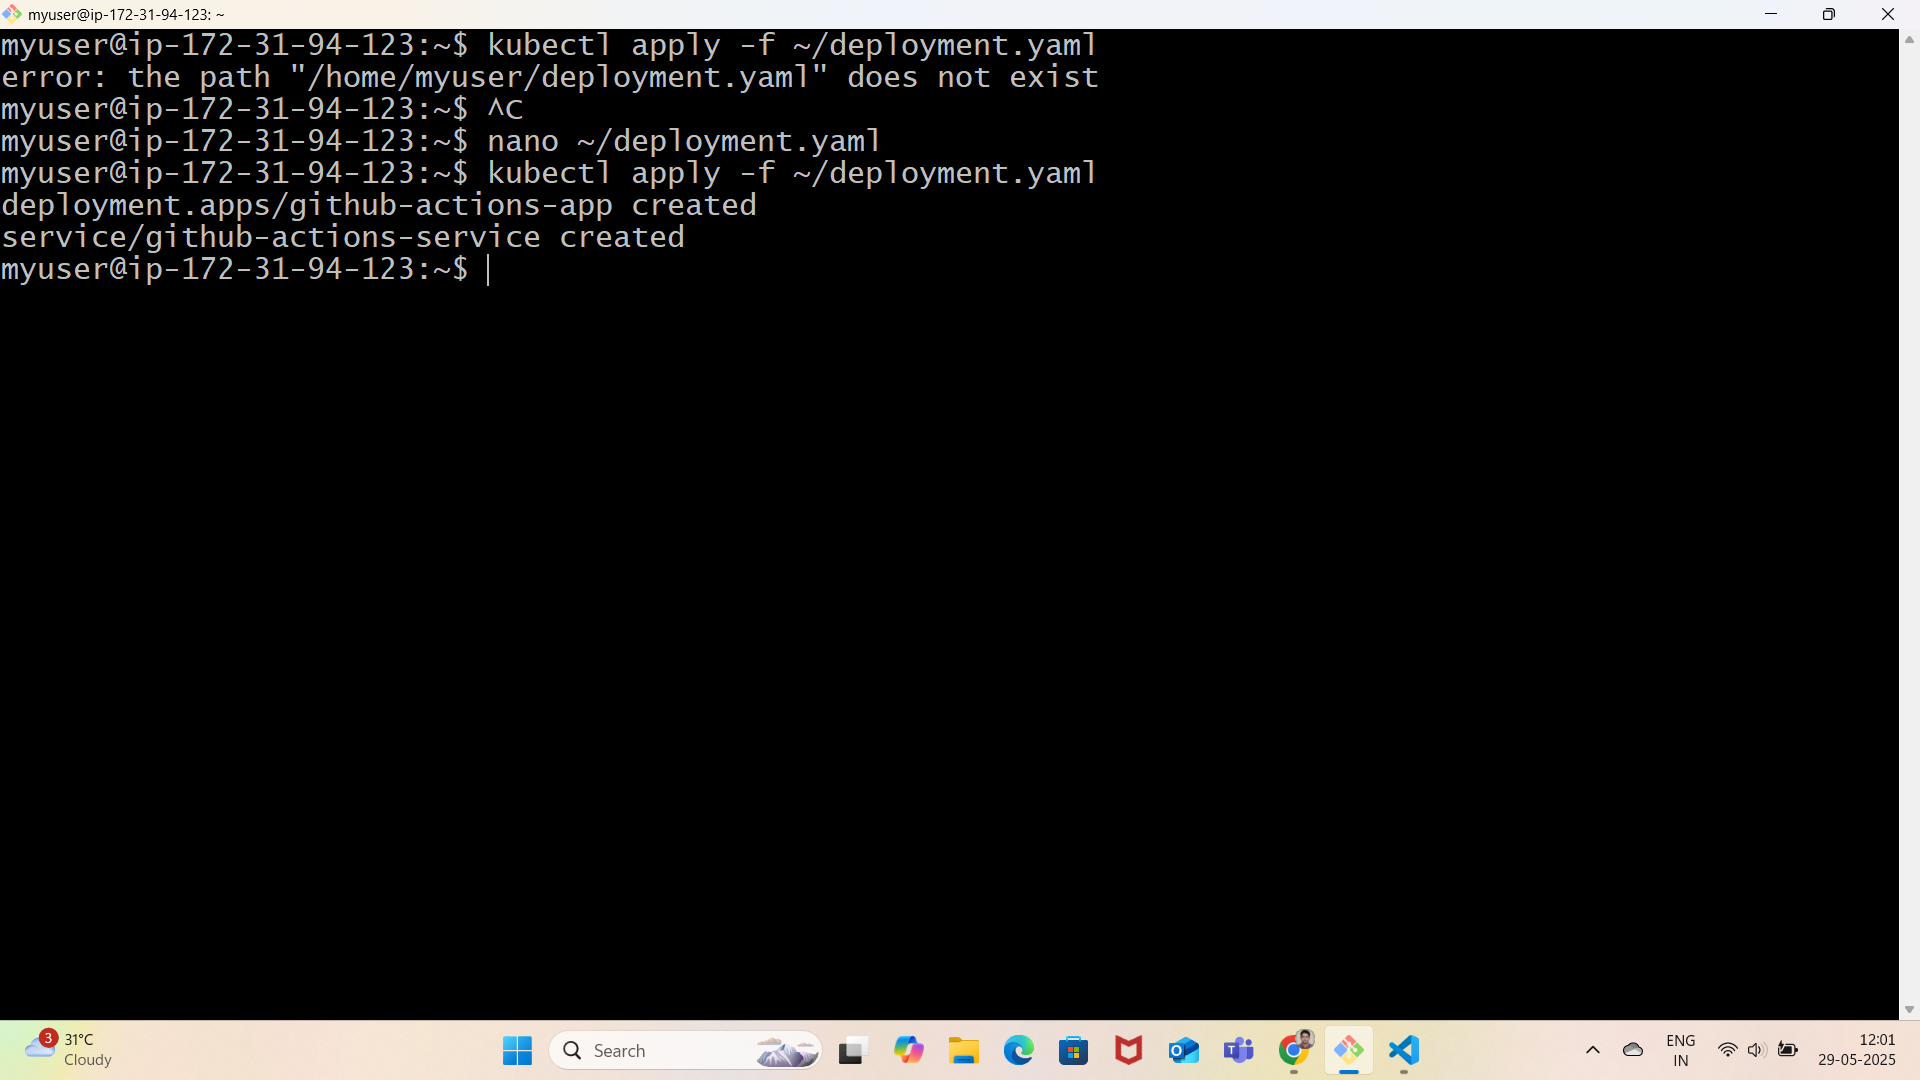 myuser@ip-172-31-94-123: ~
myuser@ip-172-31-94-123:~$ kubectl apply -f ~/deployment.yaml
error: the path "/home/myuser/deployment.yaml" does not exist
myuser@ip-172-31-94-123:~$ ^C
myuser@ip-172-31-94-123:~$ nano ~/deployment.yaml
myuser@ip-172-31-94-123:~$ kubectl apply -f ~/deployment.yaml
deployment.apps/github-actions-app created
service/github-actions-service created
myuser@ip-172-31-94-123:~$
3
31°C
Cloudy
Search
ENG
IN
12:01
29-05-2025